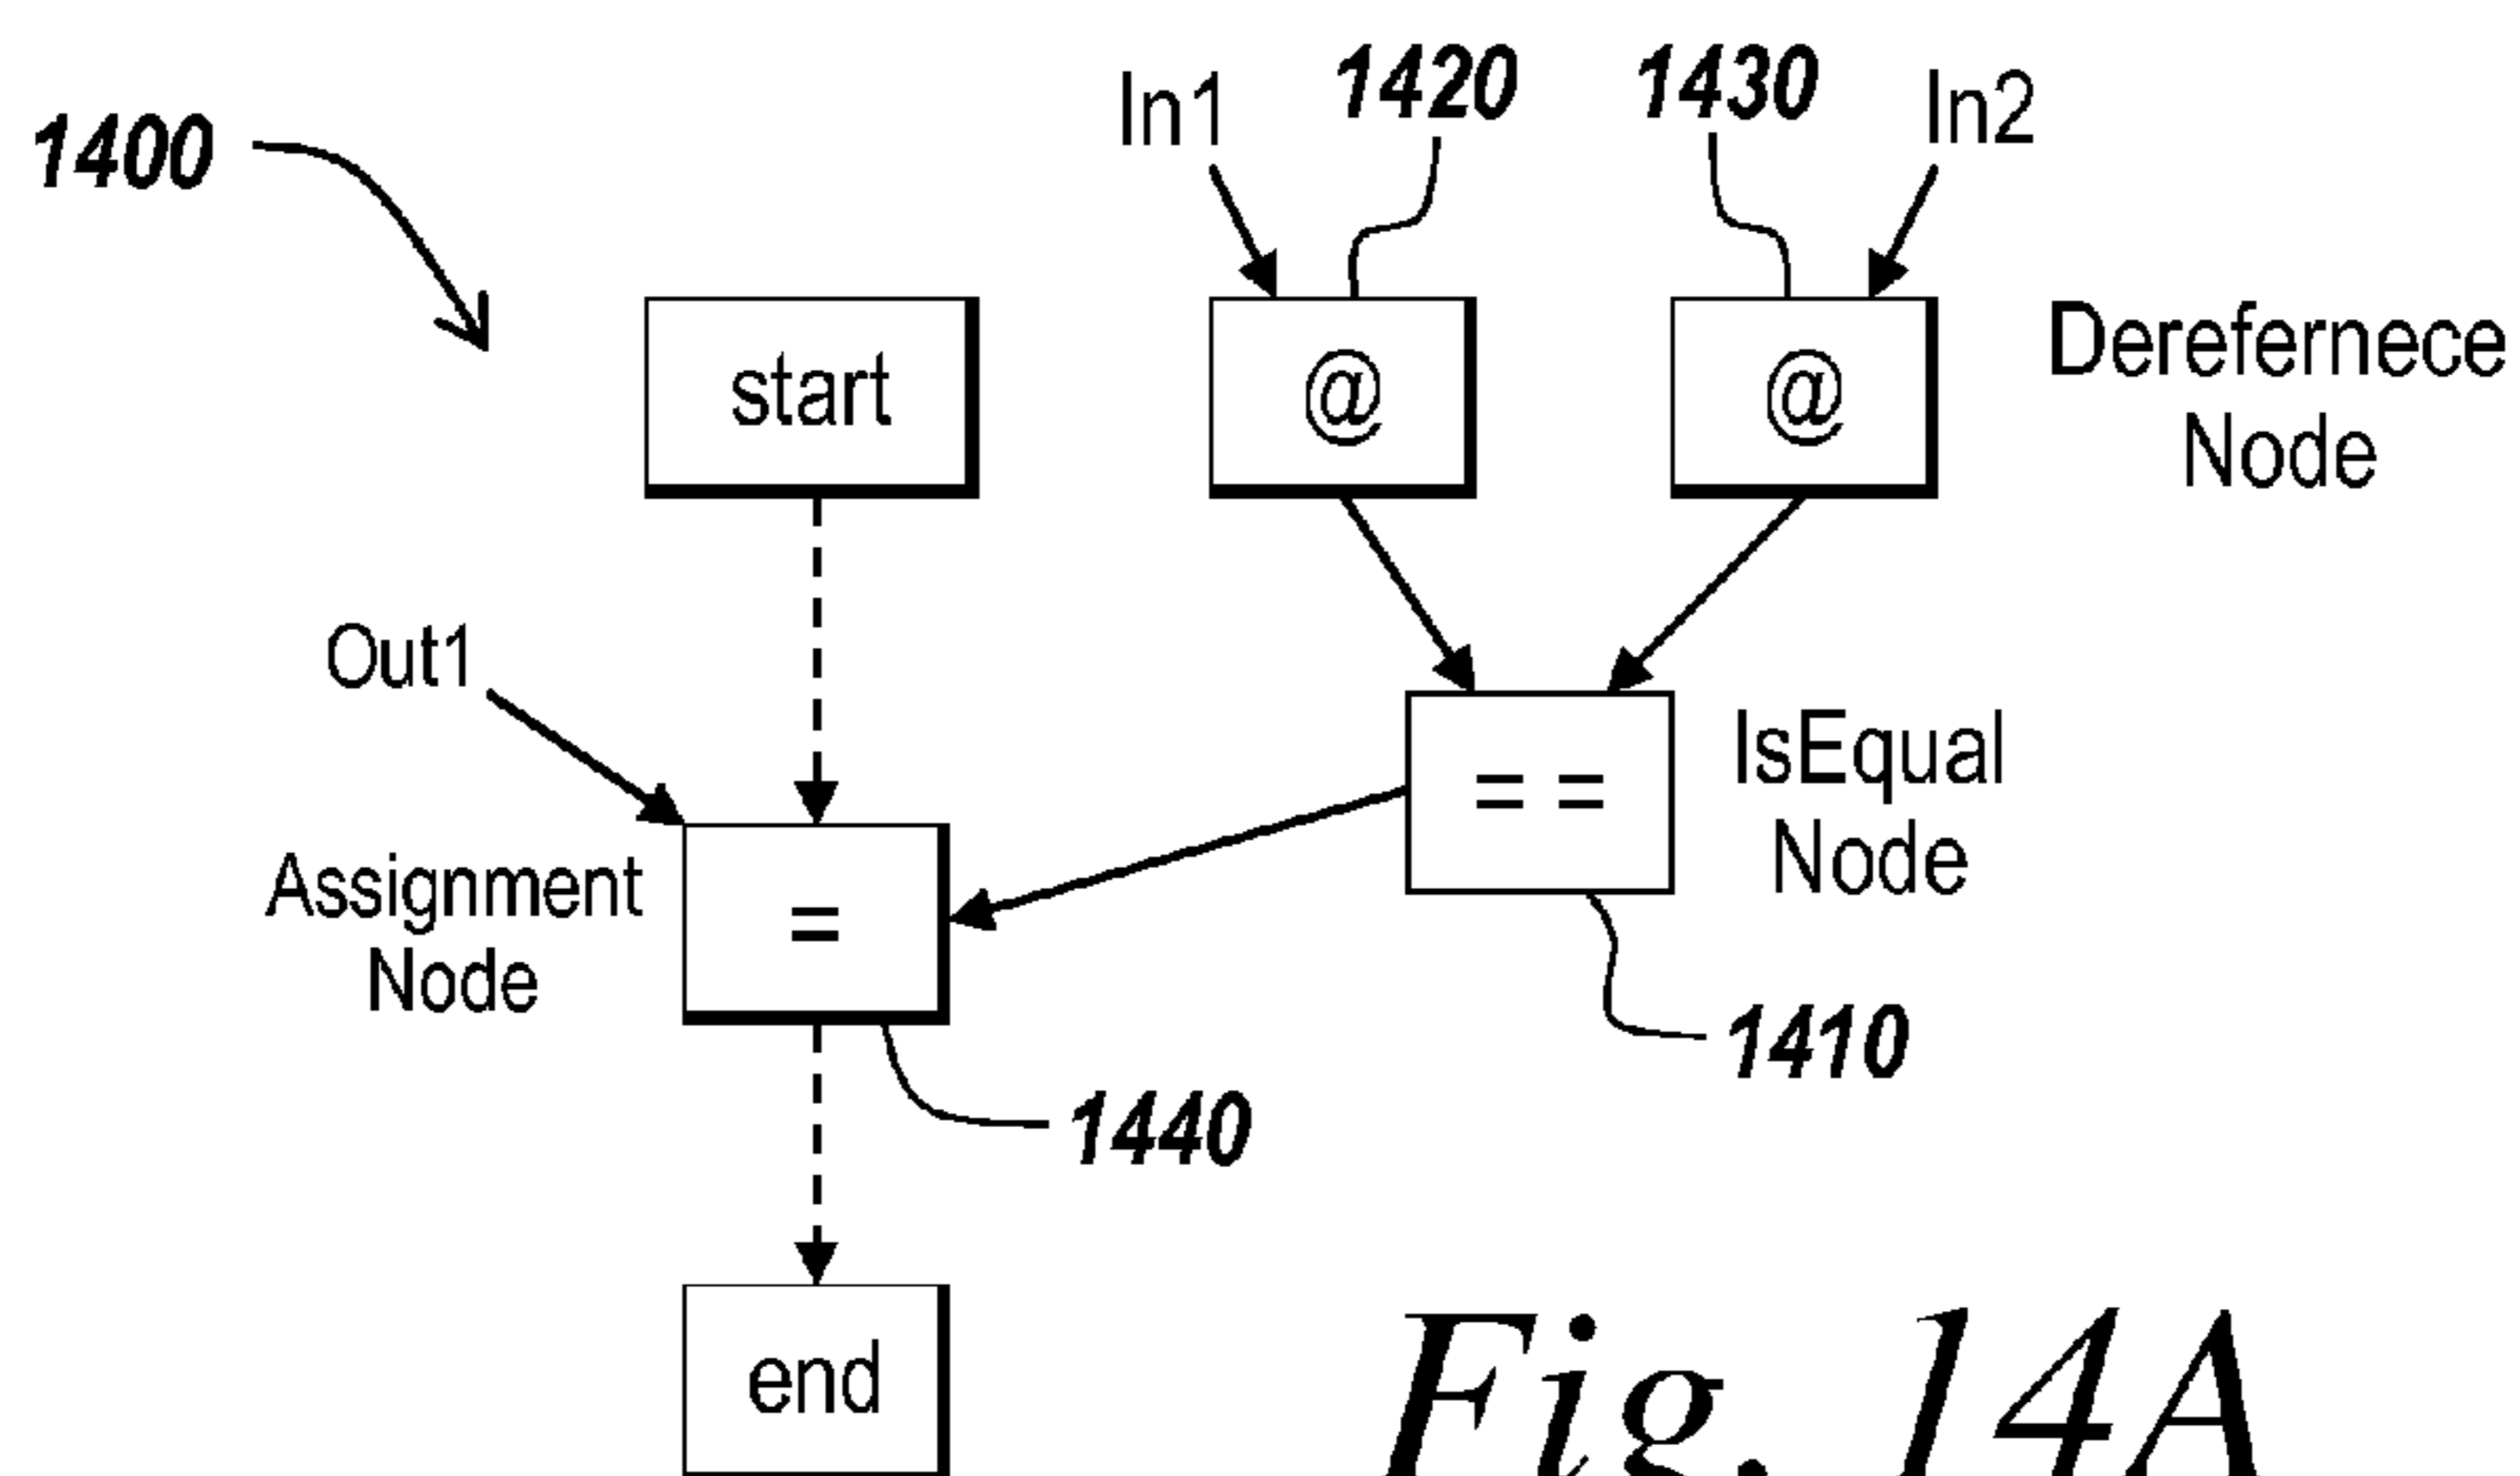 1400
In1
1420
1430
In2
start
@
@
Derefernece
Node
Out1
Assignment
Node
=
= =
IsEqual
Node
1410
1440
end
Fig. 14A